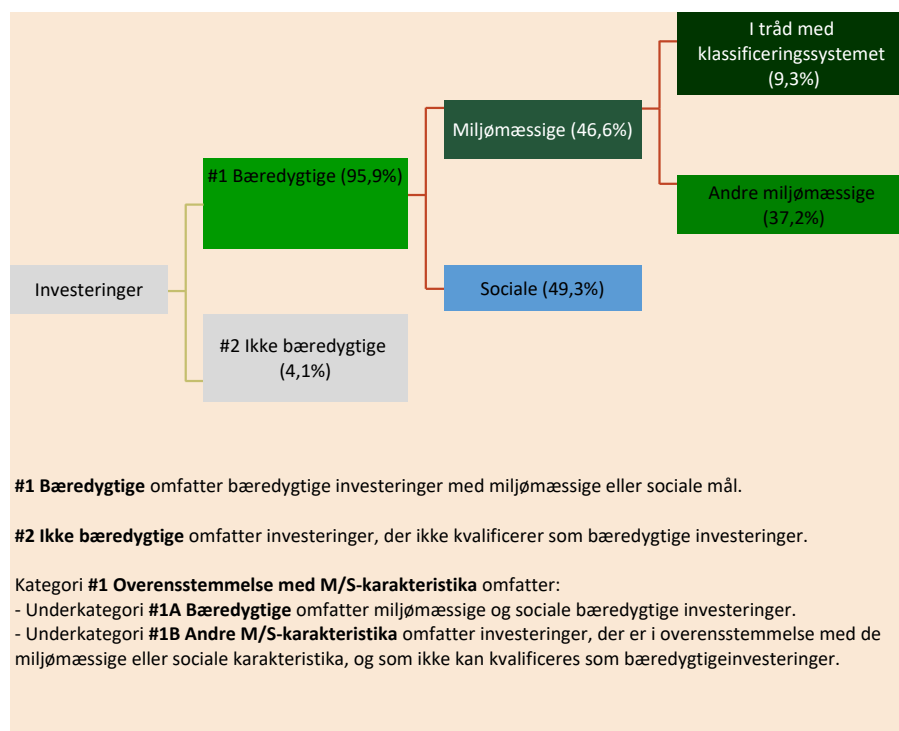 I tråd med
klassificeringssystemet
(9,3%)
Miljømæssige (46,6%)
#1 Bæredygtige (95,9%)
Andre miljømæssige
(37,2%)
Investeringer
Sociale (49,3%)
#2 Ikke bæredygtige
(4,1%)
#1 Bæredygtige omfatter bæredygtige investeringer med miljømæssige eller sociale mål.
#2 Ikke bæredygtige omfatter investeringer, der ikke kvalificerer som bæredygtige investeringer.
Kategori #1 Overensstemmelse med M/S-karakteristika omfatter:
- Underkategori #1A Bæredygtige omfatter miljømæssige og sociale bæredygtige investeringer.
- Underkategori #1B Andre M/S-karakteristika omfatter investeringer, der er i overensstemmelse med de
miljømæssige eller sociale karakteristika, og som ikke kan kvalificeres som bæredygtigeinvesteringer.